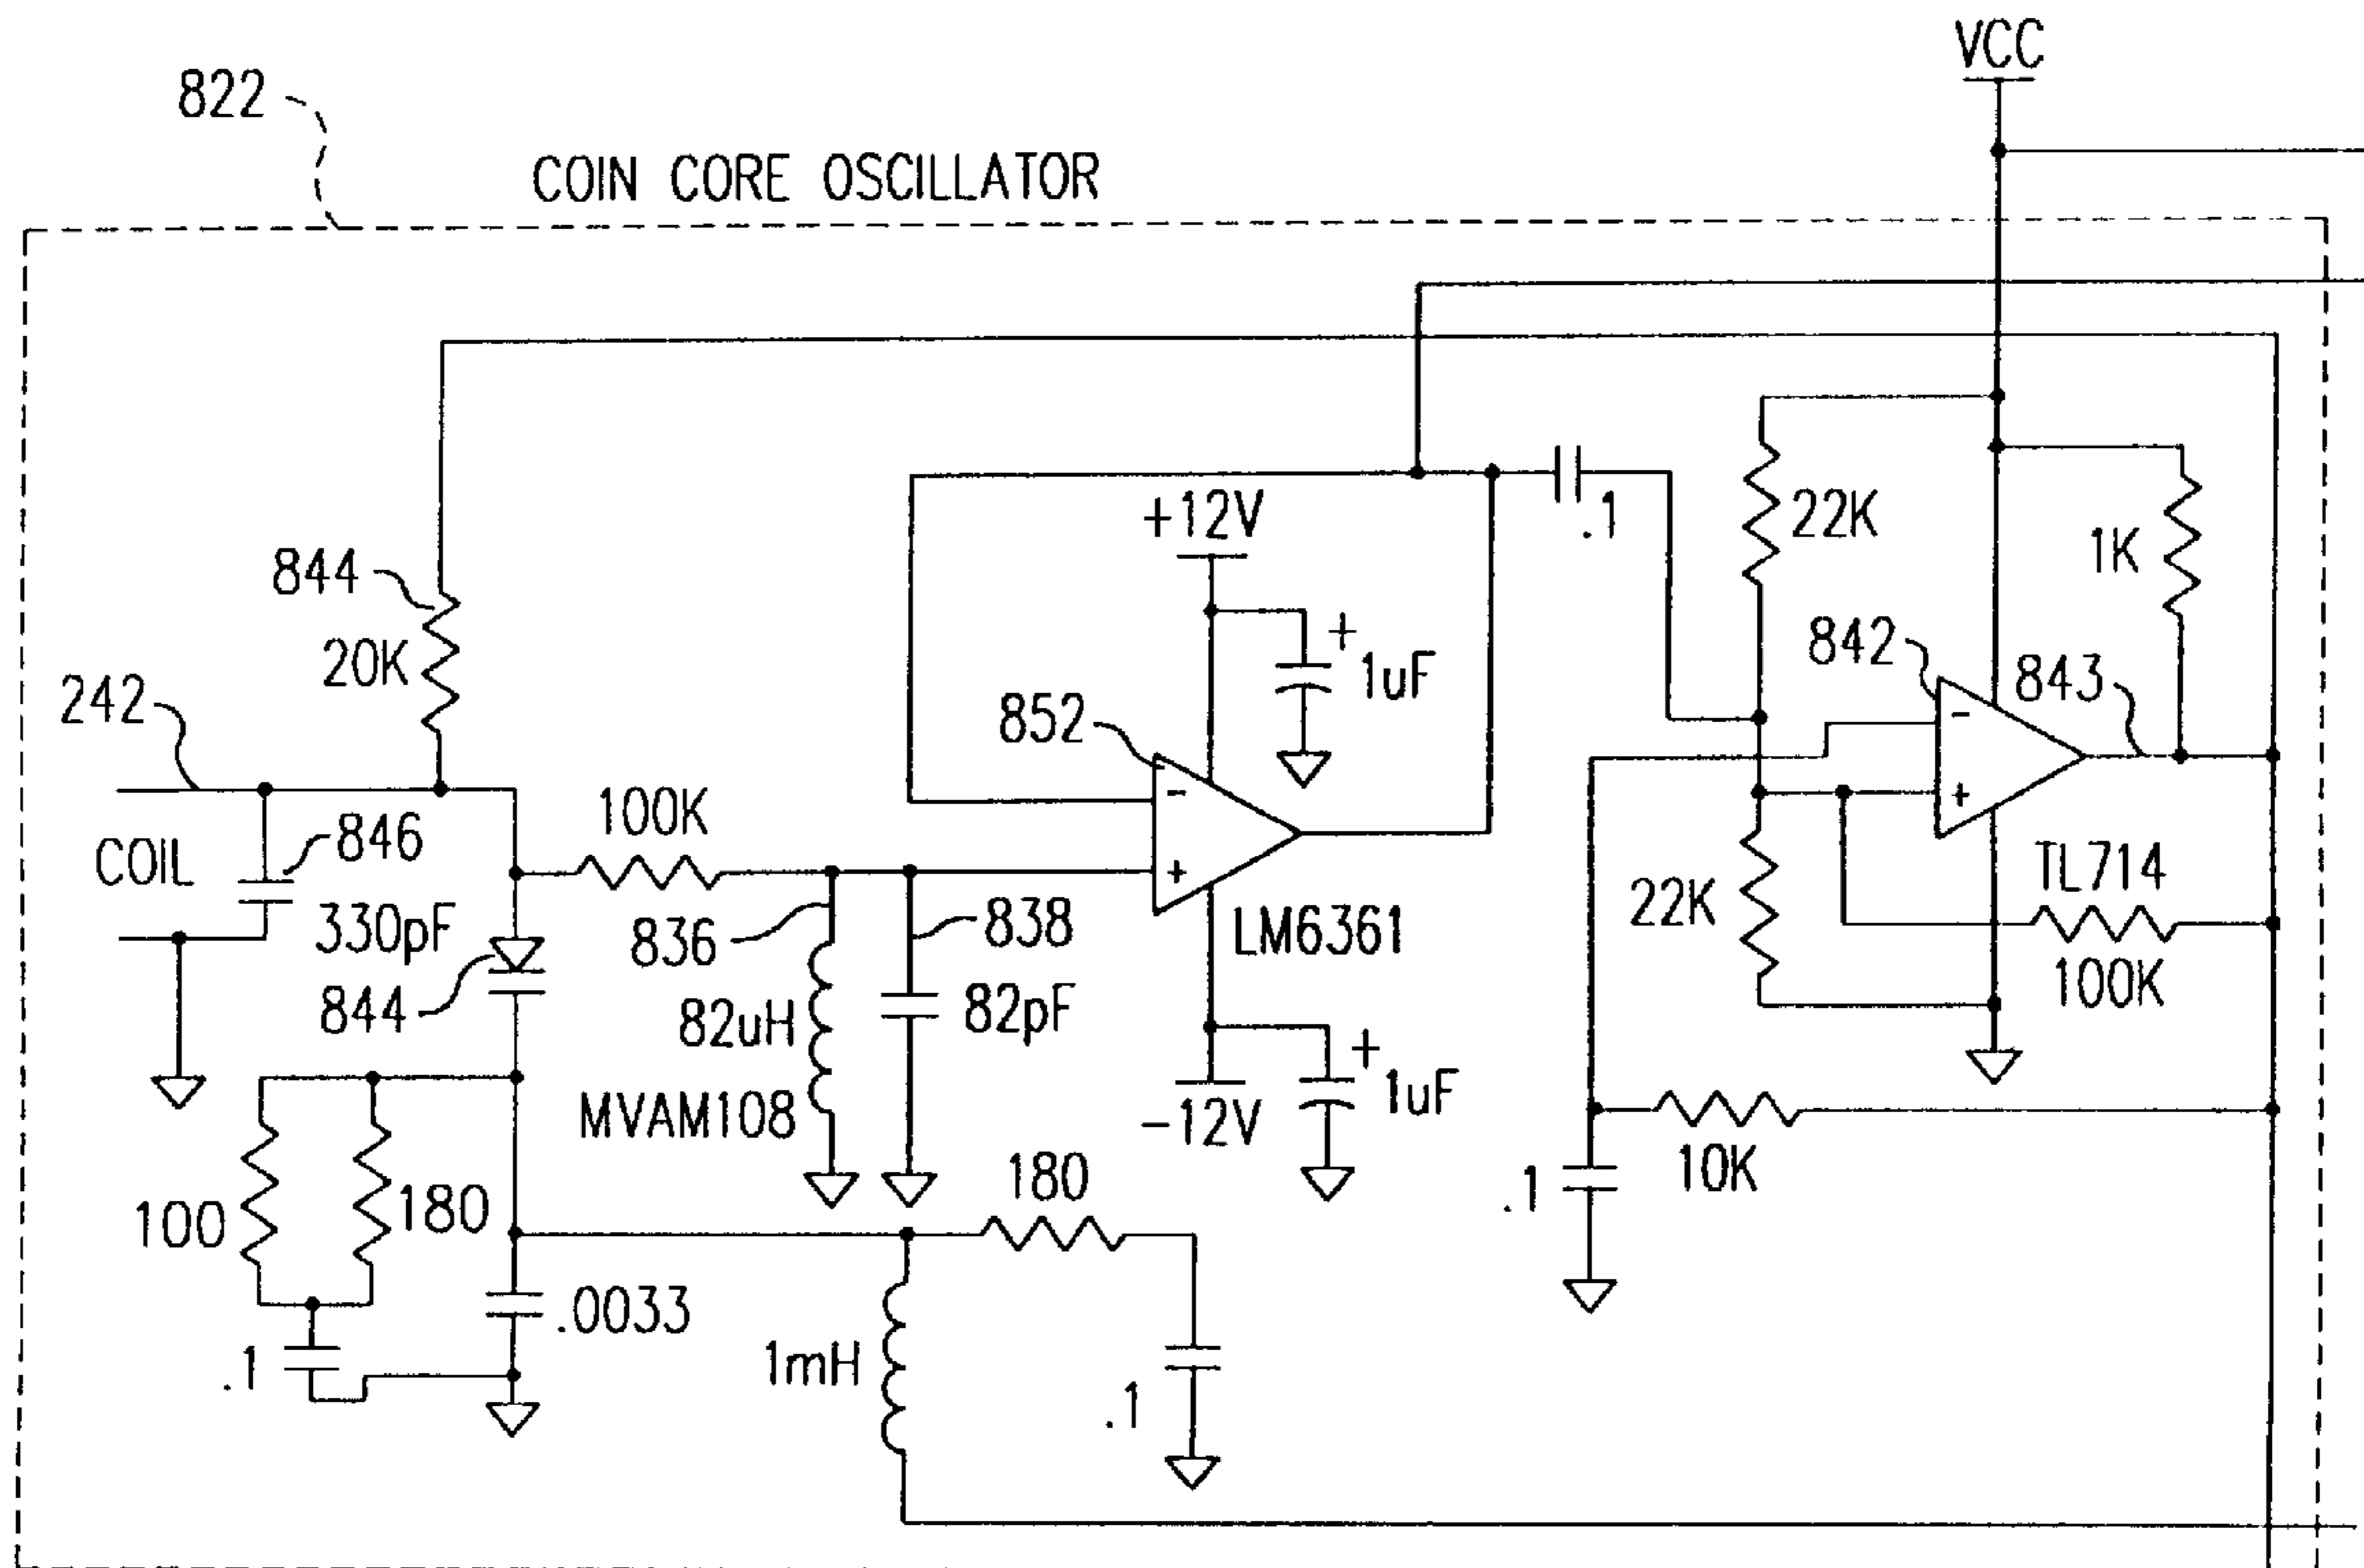 VCC
822
COIN CORE OSCILLATOR
+12V
.1
22K
1K
844
20K
+
1uF
842
843
242
852
-
100K
-
+
846
COIL
330pF
+
836
838
LM6361
22K
TL714
100K
844
82uH
82pF
MVAM108
+
1uF
-12V
180
10K
.1
100
180
.0033
1mH
.1
.1